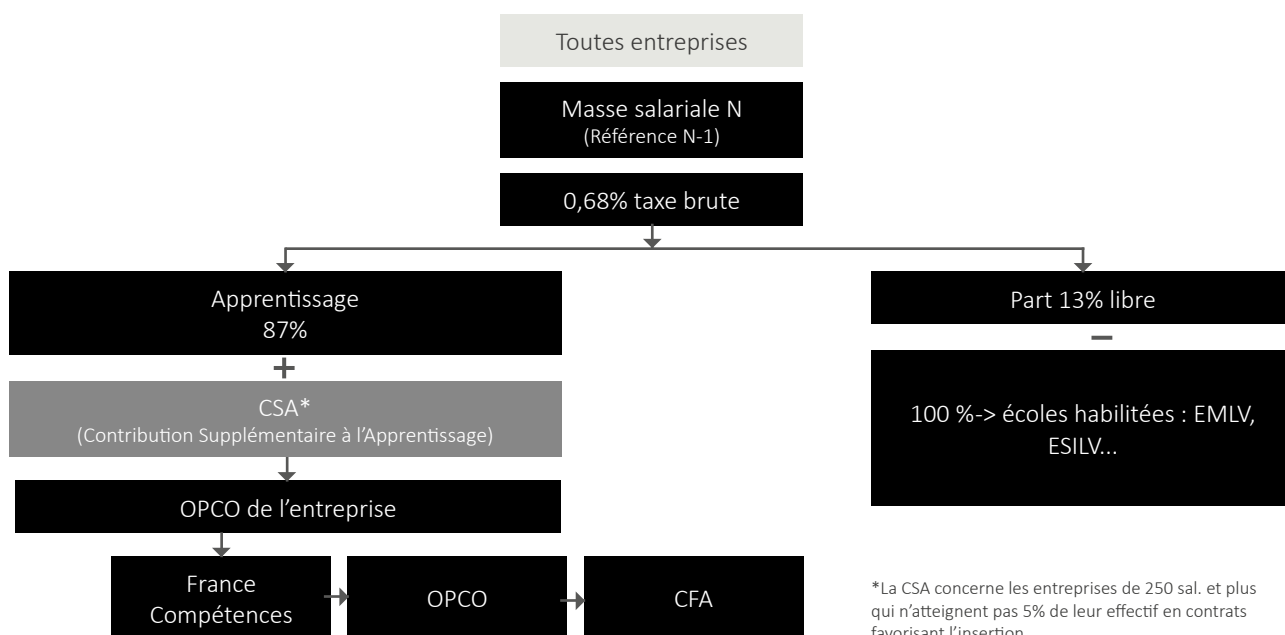 Toutes entreprises
Masse salariale N
(Référence N-1)
0,68% taxe brute
Apprentissage
87%
+
CSA*
(Contribution Supplémentaire à l'Apprentissage)
OPCO de l'entreprise
France
Compétences
OPCO
CFA
Part 13% libre
–
100 %-> écoles habilitées : EMLV,
ESILV...
*La CSA concerne les entreprises de 250 sal. et plus
qui n'atteignent pas 5% de leur effectif en contrats
favorisant l'insertion